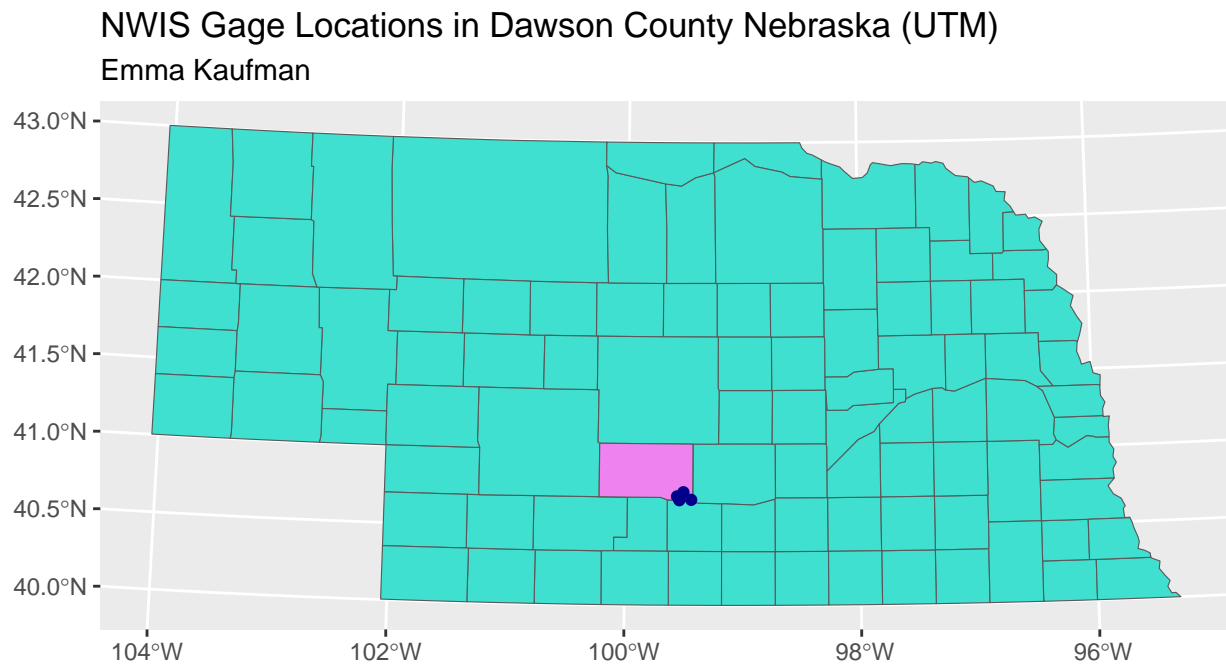 NWIS Gage Locations in Dawson County Nebraska (UTM)
Emma Kaufman
43.0°N
42.5°N
42.0°N
41.5°N
41.0°N
40.5°N
40.0°N
104°W 102°W 100°W 98°W 96°W